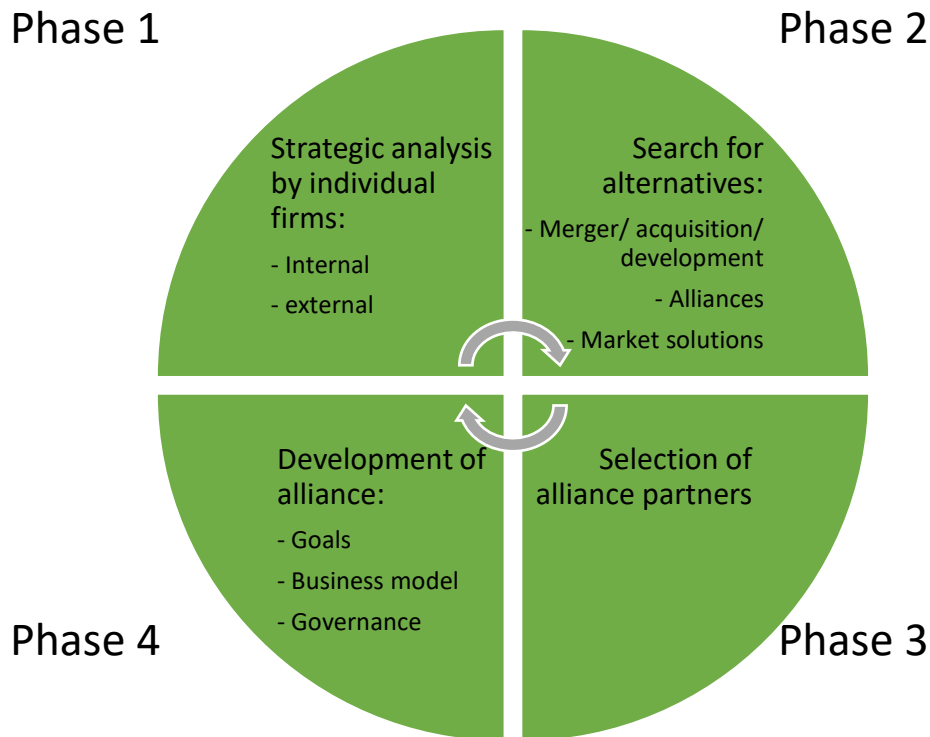 Phase 1
Phase 2
Strategic analysis
by individual
firms:
- Internal
- external
Search for
alternatives:
- Merger/ acquisition/
development
- Alliances
- Market solutions
Development of
alliance:
- Goals
- Business model
- Governance
Selection of
alliance partners
Phase 4
Phase 3